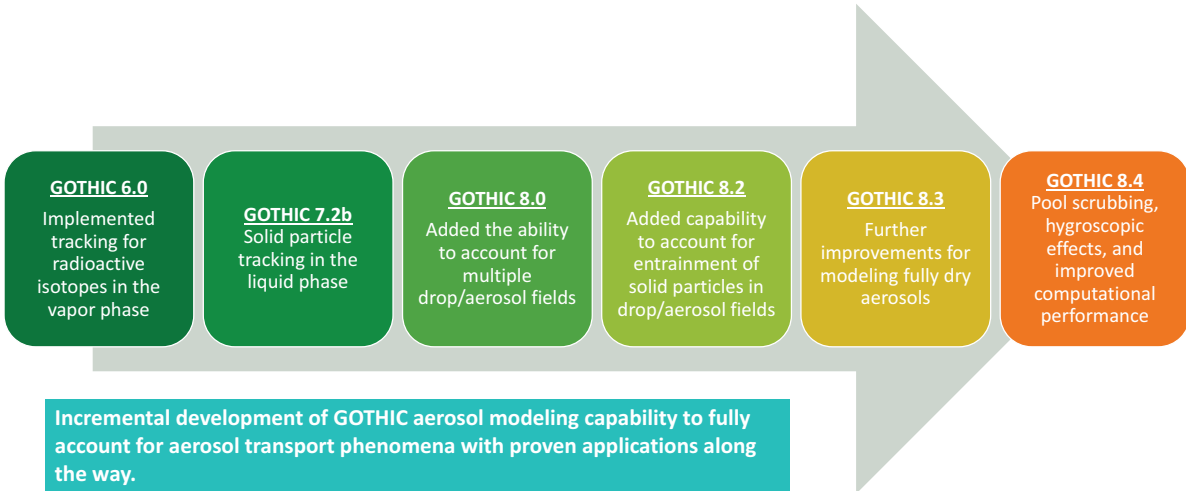 GOTHIC 6.0
Implemented
tracking for
radioactive
isotopes in the
vapor phase
GOTHIC 7.2b
Solid particle
tracking in the
liquid phase
GOTHIC 8.0
Added the ability
to account for
multiple
drop/aerosol fields
GOTHIC 8.2
Added capability
to account for
entrainment of
solid particles in
drop/aerosol fields
GOTHIC 8.3
Further
improvements for
modeling fully dry
aerosols
GOTHIC 8.4
Pool scrubbing,
hygroscopic
effects, and
improved
computational
performance
Incremental development of GOTHIC aerosol modeling capability to fully
account for aerosol transport phenomena with proven applications along
the way.